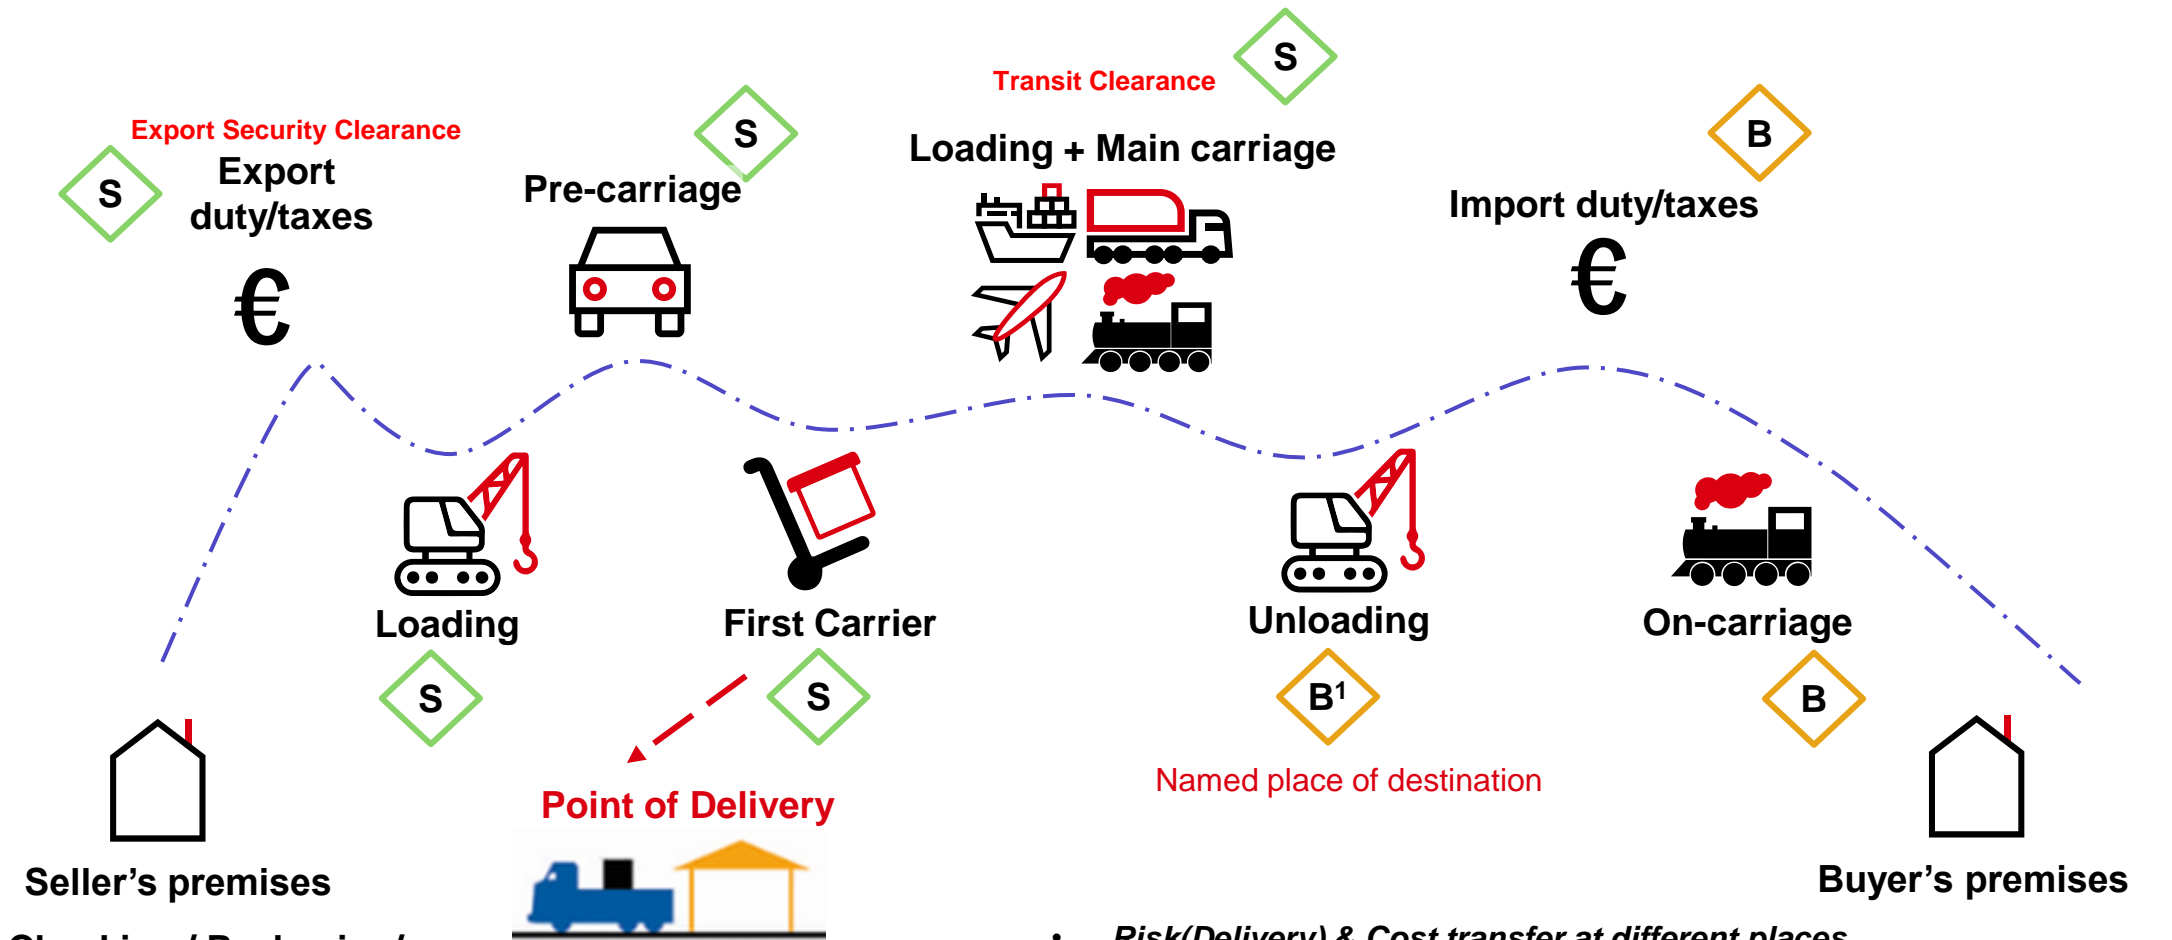 S
Transit Clearance
S
B
Export Security Clearance
S
Export
duty/taxes
Loading + Main carriage
S
Pre-carriage
Import duty/taxes
€
€
Loading
First Carrier
Unloading
On-carriage
S
S
B¹
B
Point of Delivery
Named place of destination
Seller's premises
Buyer's premises
• Risk(Delivery) & Cost transfer at different places